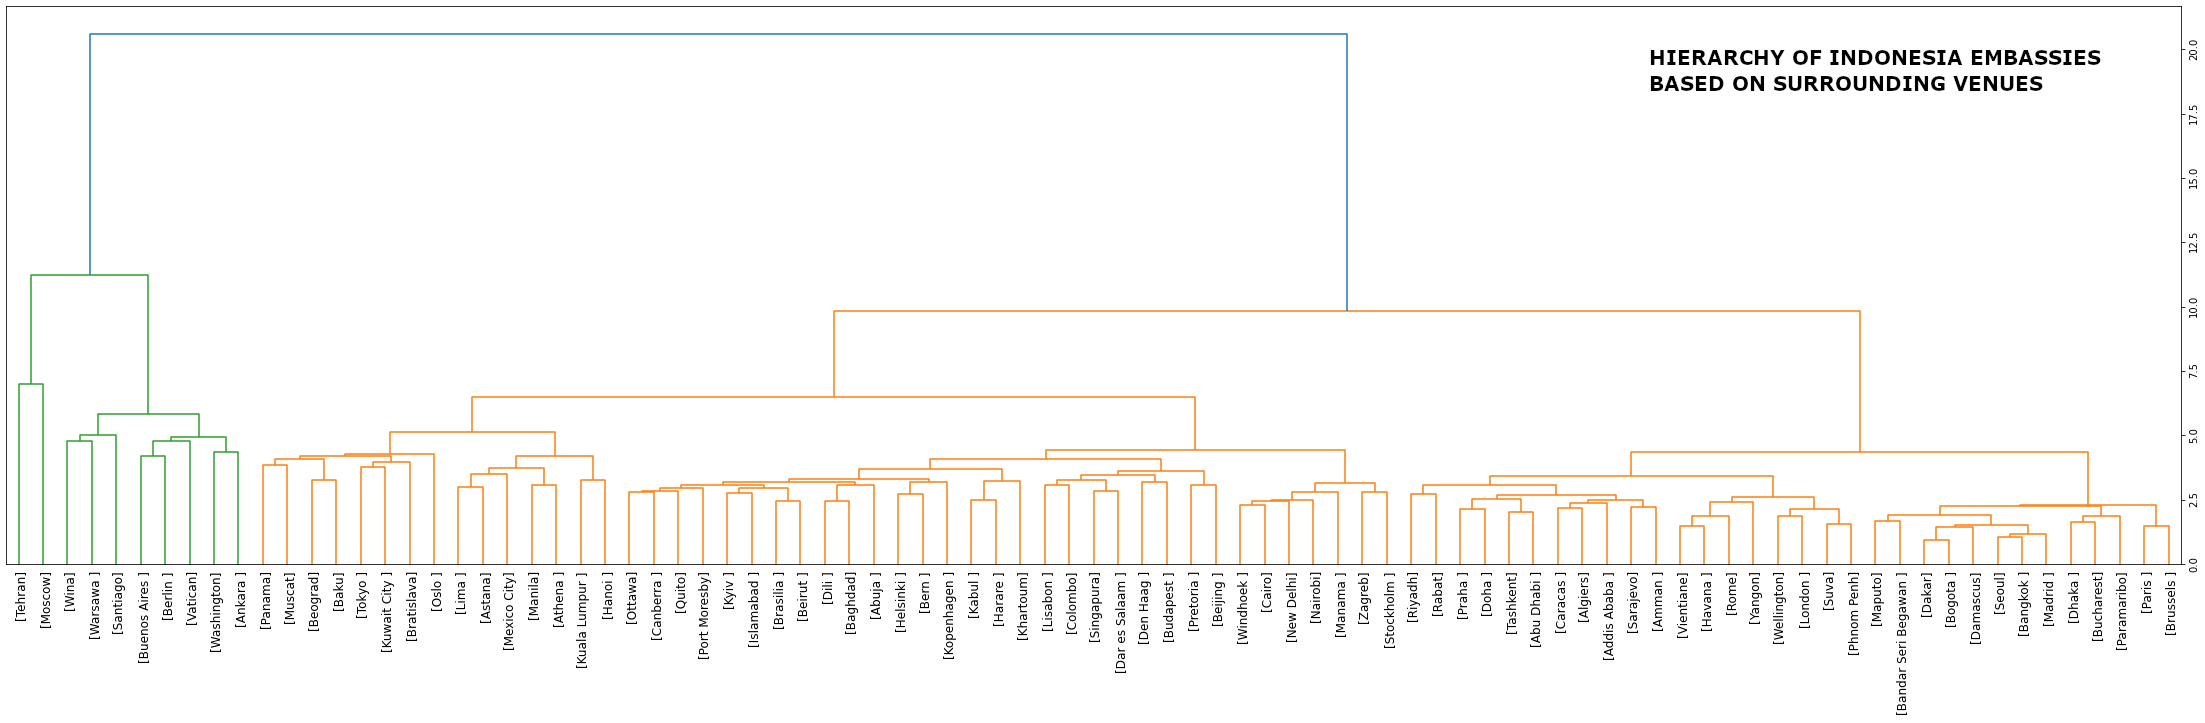 HIERARCHY OF INDONESIA EMBASSIES
BASED ON SURROUNDING VENUES
20.0
17.5
15.0
12.5
10.0
7.5
5.0
2.5
0.0
[Tehran]
[Moscow]
[Wina]
[Warsawa ]
[Santiago]
[Buenos Aires ]
[Berlin ]
[Vatican]
[Washington]
[Ankara ]
[Panama]
[Muscat]
[Beograd]
[Baku]
[Tokyo ]
[Kuwait City ]
[Bratislava]
[Oslo ]
[Lima ]
[Astana]
[Mexico City]
[Manila]
[Athena ]
[Kuala Lumpur ]
[Hanoi ]
[Ottawa]
[Canberra ]
[Quito]
[Port Moresby]
[Kyiv ]
[Islamabad ]
[Brasilia ]
[Beirut ]
[Dilli ]
[Baghdad]
[Abuja ]
[Helsinki ]
[Bern ]
[Kopenhagen ]
[Kabul ]
[Harare ]
[Khartoum]
[Lisabon ]
[Colombo]
[Singapura]
[Dar es Salaam ]
[Den Haag ]
[Budapest ]
[Pretoria ]
[Beijing ]
[Windhoek ]
[Cairo]
[New Delhi]
[Nairobi]
[Manama ]
[Zagreb]
[Stockholm ]
[Riyadh]
[Rabat]
[Praha ]
[Doha ]
[Tashkent]
[Abu Dhabi ]
[Caracas ]
[Algiers]
[Addis Ababa ]
[Sarajevo]
[Amman ]
[Vientiane]
[Havana ]
[Rome]
[Yangon]
[Wellington]
[London ]
[Suva]
[Phnom Penh]
[Maputo]
[Bandar Seri Begawan ]
[Dakar]
[Bogota ]
[Damascus]
[Seoul]
[Bangkok ]
[Madrid ]
[Dhaka ]
[Bucharest]
[Paramaribo]
[Paris ]
[Brussels ]